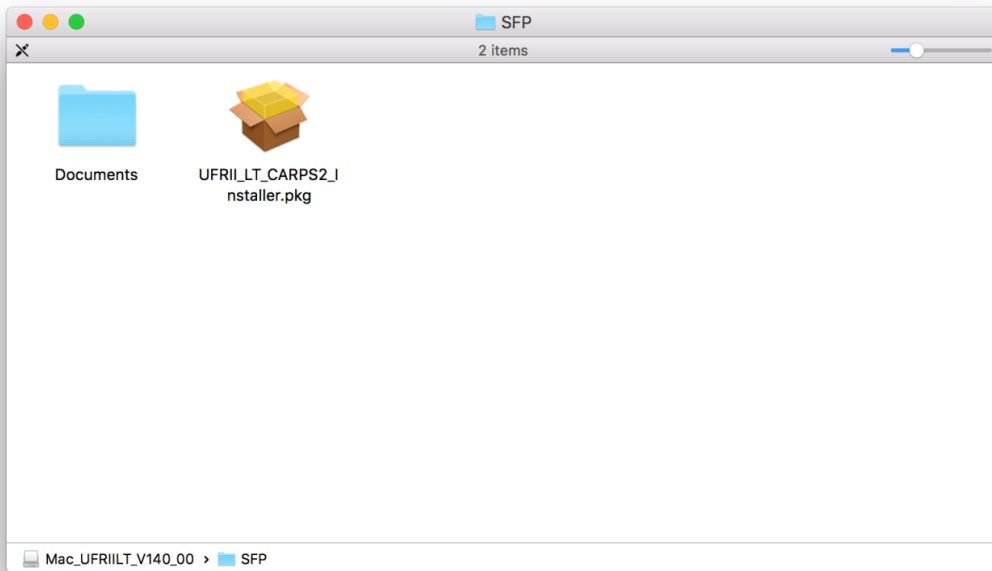 SFP
2 items
Documents
UFRII_LT_CARPS2_I
nstaller.pkg
Mac_UFRIILT_V140_00 › SFP